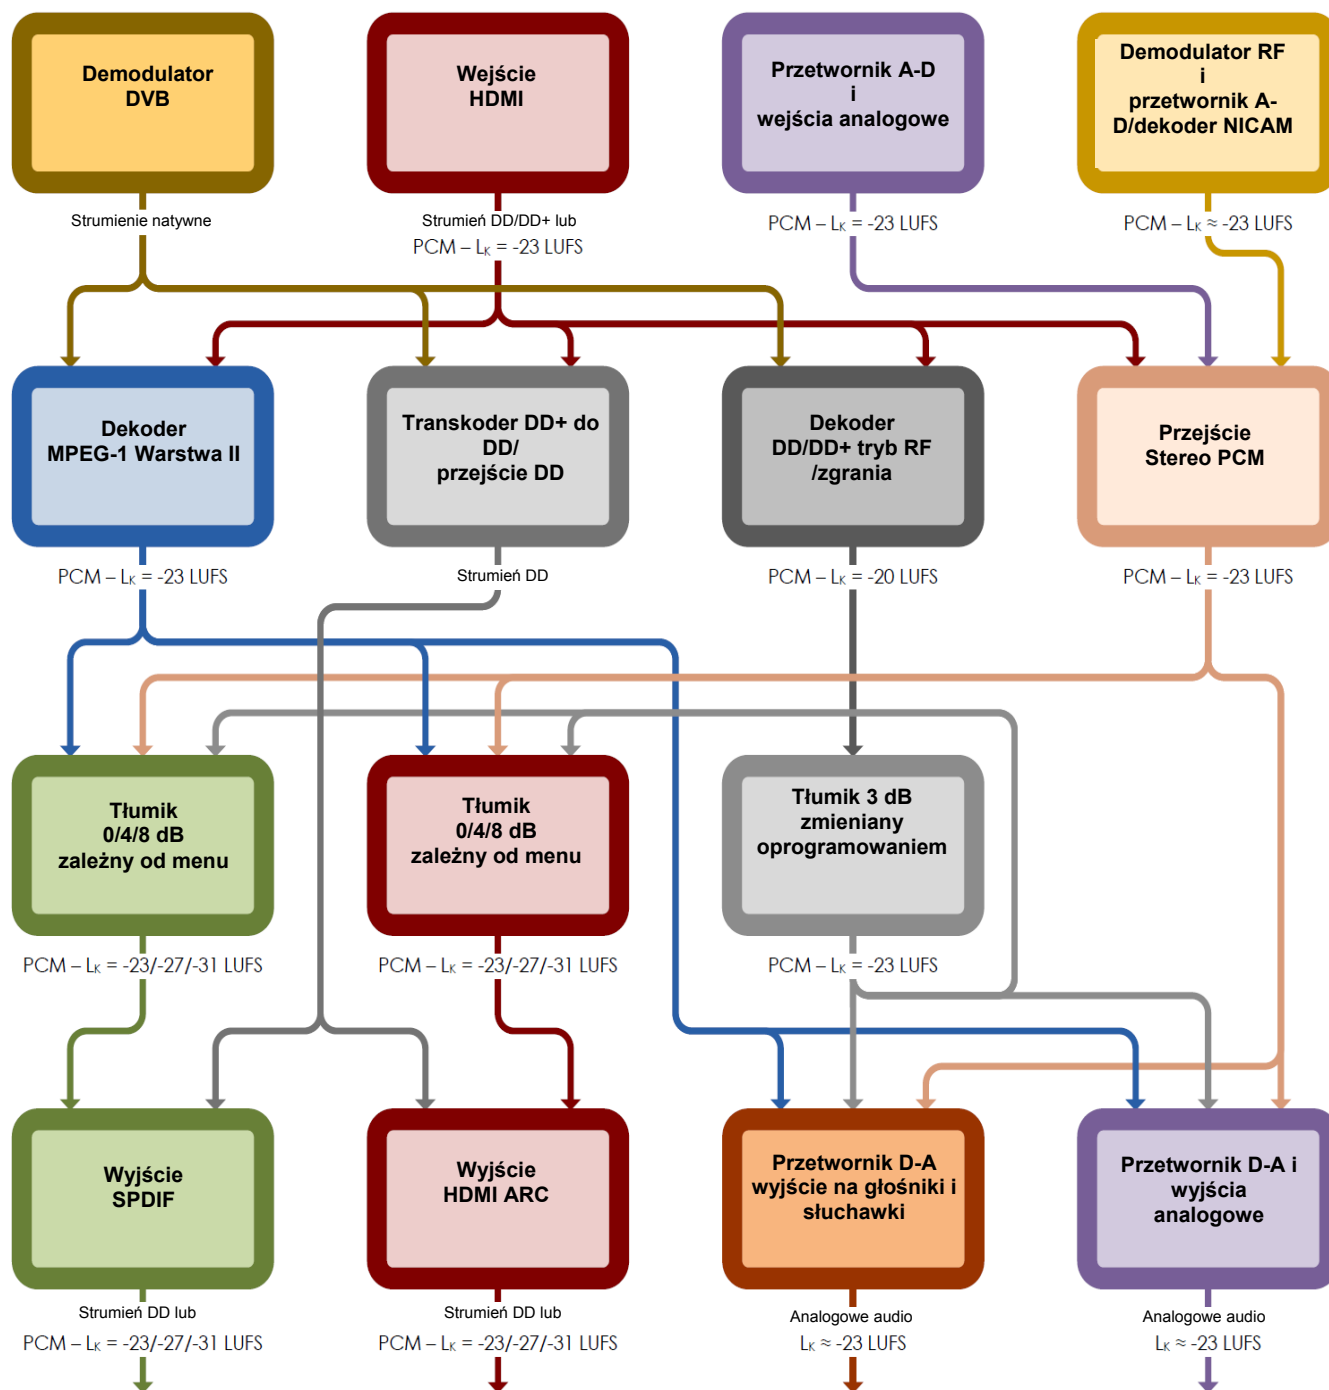 Demodulator
DVB
Wejście
HDMI
Przetwornik A-D
i
wejścia analogowe
Demodulator RF
i
przetwornik A-
D/dekoder NICAM
Strumienie natywne
Strumień DD/DD+ lub
PCM – LK = -23 LUFS
PCM – LK = -23 LUFS
PCM – LK ≈ -23 LUFS
Dekoder
MPEG-1 Warstwa II
Transkoder DD+ do
DD/
przejście DD
Dekoder
DD/DD+ tryb RF
/zgrania
Przejście
Stereo PCM
PCM – LK = -23 LUFS
Strumień DD
PCM – LK = -20 LUFS
PCM – LK = -23 LUFS
Tłumik
0/4/8 dB
zależny od menu
Tłumik
0/4/8 dB
zależny od menu
Tłumik 3 dB
zmieniany
oprogramowaniem
PCM – LK = -23/-27/-31 LUFS
PCM – LK = -23/-27/-31 LUFS
PCM – LK = -23 LUFS
Wyjście
SPDIF
Wyjście
HDMI ARC
Przetwornik D-A
wyjście na głośniki i
słuchawki
Przetwornik D-A i
wyjścia
analogowe
Strumień DD lub
PCM – LK = -23/-27/-31 LUFS
Strumień DD lub
PCM – LK = -23/-27/-31 LUFS
Analogowe audio
LK ≈ -23 LUFS
Analogowe audio
LK ≈ -23 LUFS